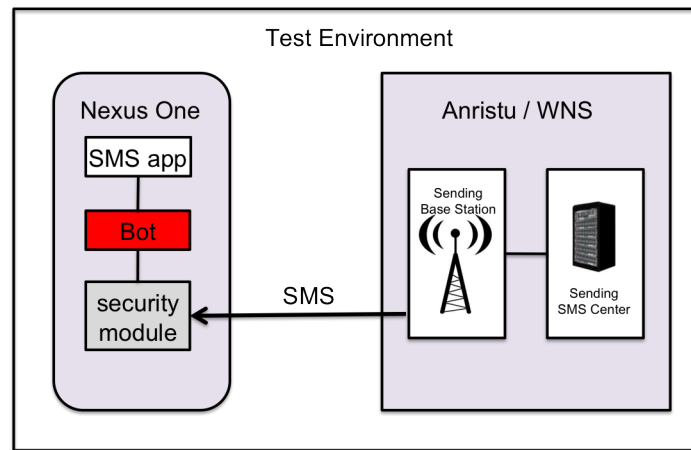 Test Environment
Nexus One
SMS app
Bot
security
module
SMS
Anristu / WNS
Sending
Base Station
Sending
SMS Center